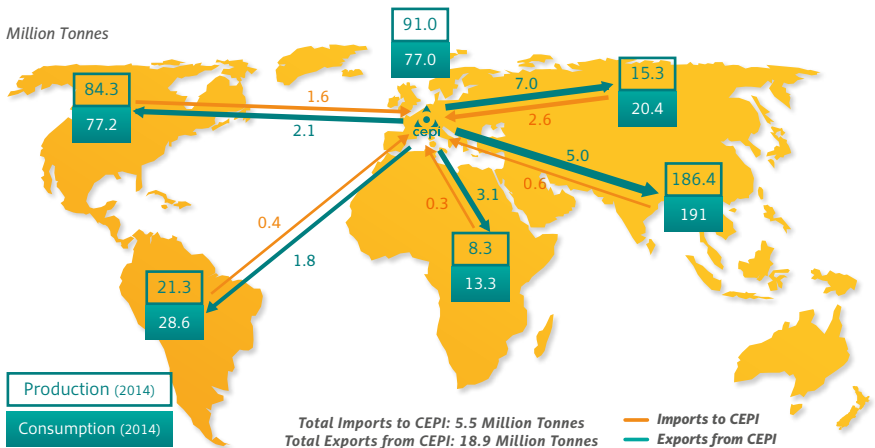 Million Tonnes
91.0
77.0
84.3
77.2
1.6
2.1
cepi
7.0
2.6
15.3
20.4
5.0
0.6
186.4
191
3.1
0.3
8.3
13.3
0.4
1.8
21.3
28.6
Production (2014)
Consumption (2014)
Total Imports to CEPI: 5.5 Million Tonnes
Total Exports from CEPI: 18.9 Million Tonnes
Imports to CEPI
Exports from CEPI